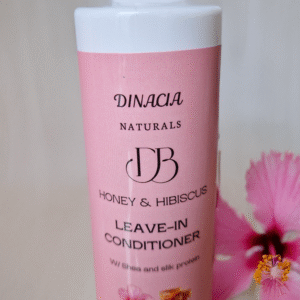 DINACIA
NATURALS
DB
HONEY & HIBISCUS
LEAVE-IN
CONDITIONER
W/ Shea and silk protein